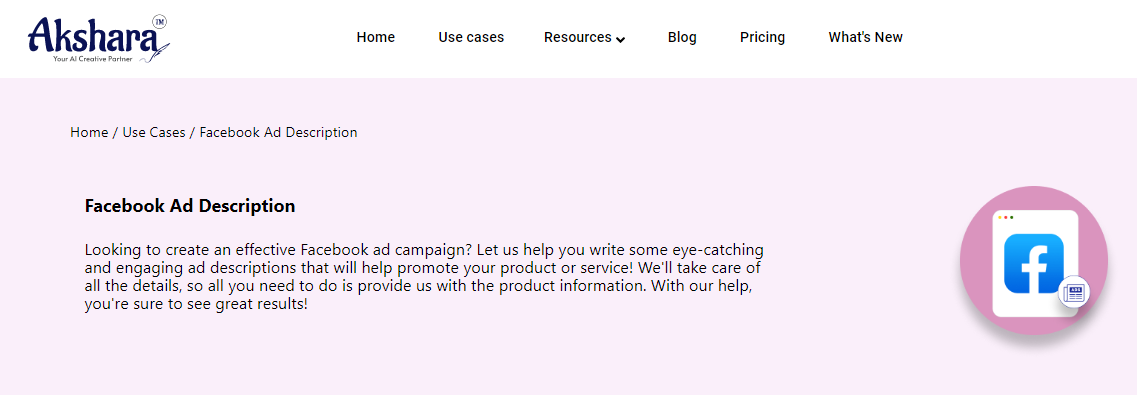 Akshara TM
Your AI Creative Partner
Home Use cases Resources Blog Pricing What's New
Home / Use Cases / Facebook Ad Description
Facebook Ad Description
Looking to create an effective Facebook ad campaign? Let us help you write some eye-catching
and engaging ad descriptions that will help promote your product or service! We'll take care of
all the details, so all you need to do is provide us with the product information. With our help,
you're sure to see great results!
f
ADS